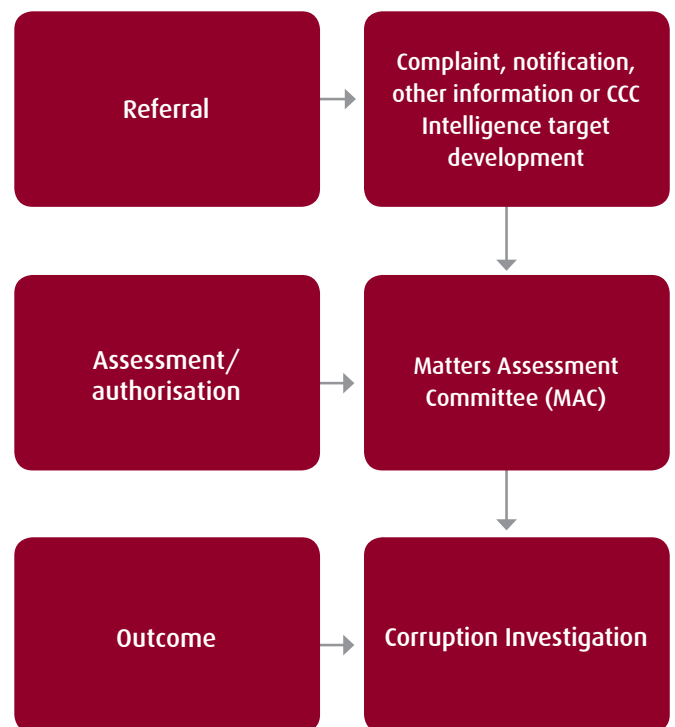 Referral
Complaint, notification,
other information or CCC
Intelligence target
development
Assessment/
authorisation
Matters Assessment
Committee (MAC)
Outcome
Corruption Investigation